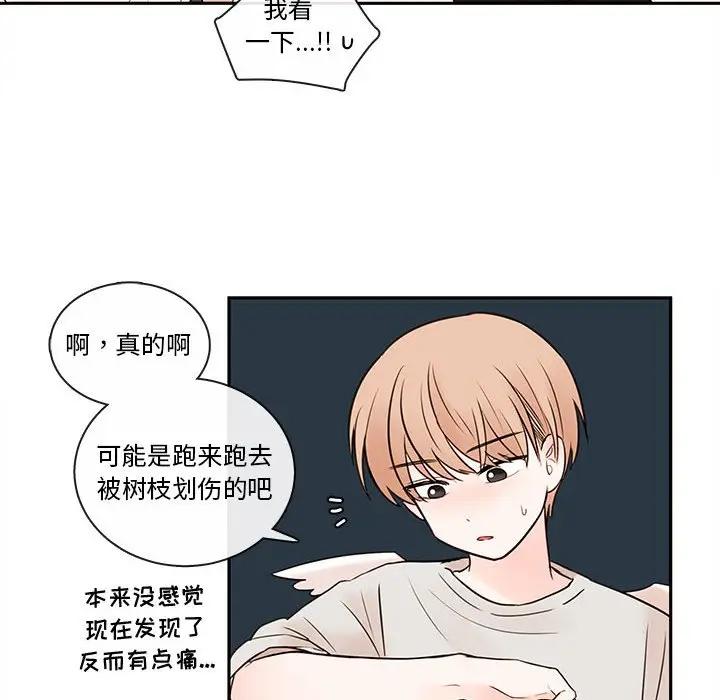 我看
一下...!!
啊，真的啊
可能是跑来跑去
被树枝划伤的吧
本来没感觉
现在发现了
反而有点痛...